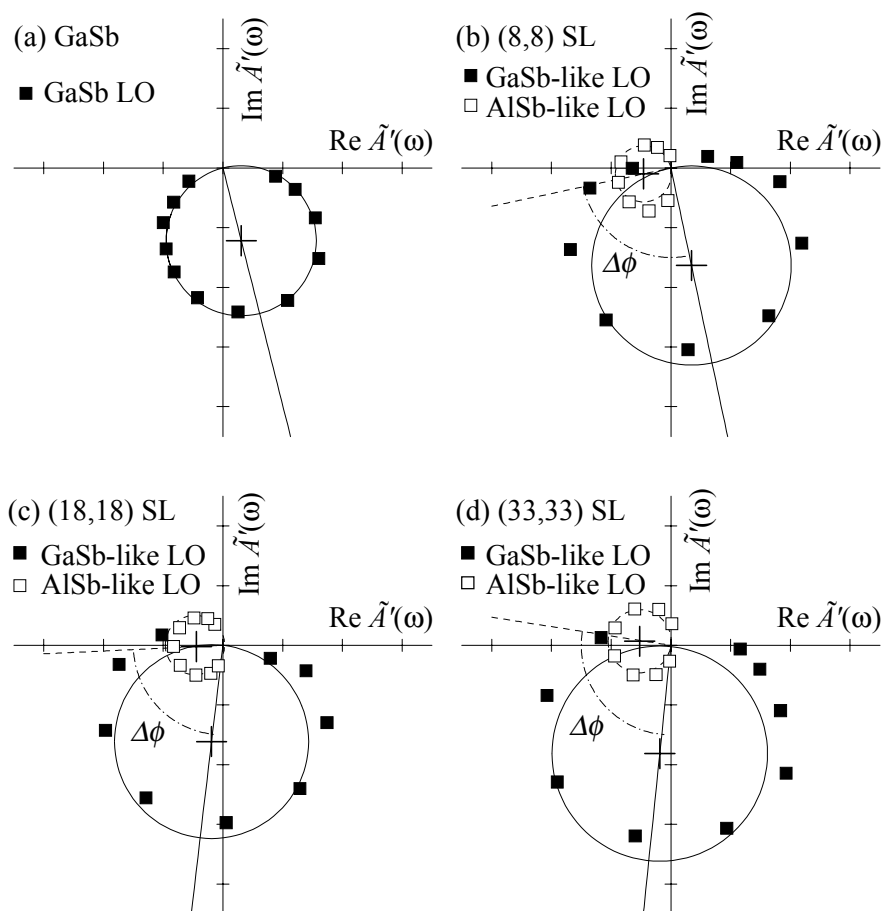 (a) GaSb
■ GaSb LO
Im Ã′(ω)
Re Ã′(ω)
(b) (8,8) SL
■ GaSb-like LO
□ AlSb-like LO
Im Ã′(ω)
Re Ã′(ω)
Δϕ
(c) (18,18) SL
■ GaSb-like LO
□ AlSb-like LO
Im Ã′(ω)
Re Ã′(ω)
Δϕ
(d) (33,33) SL
■ GaSb-like LO
□ AlSb-like LO
Im Ã′(ω)
Re Ã′(ω)
Δϕ